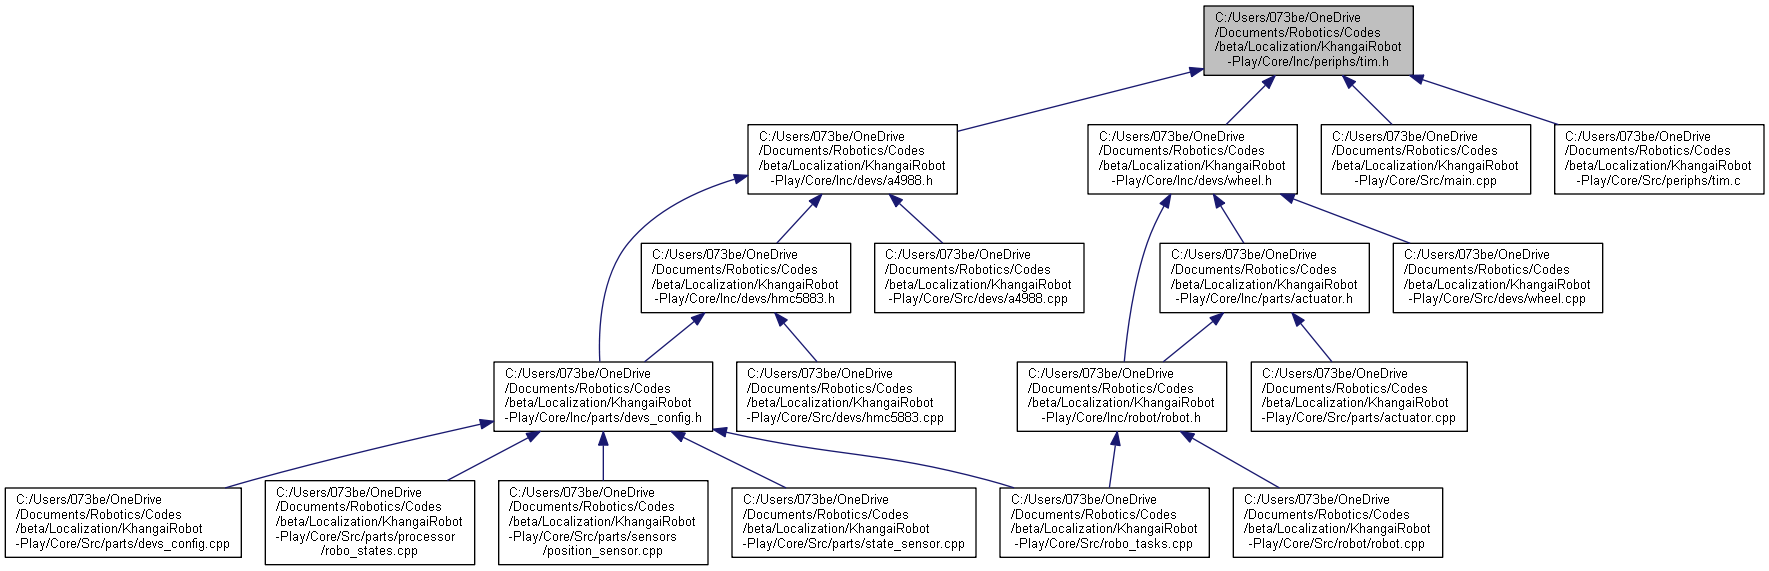 C:/Users/073be/OneDrive
/Documents/Robotics/Codes
/beta/Localization/KhangaiRobot
-Play/Core/Inc/periphs/tim.h
C:/Users/073be/OneDrive
/Documents/Robotics/Codes
/beta/Localization/KhangaiRobot
-Play/Core/Inc/devs/a4988.h
C:/Users/073be/OneDrive
/Documents/Robotics/Codes
/beta/Localization/KhangaiRobot
-Play/Core/Inc/devs/wheel.h
C:/Users/073be/OneDrive
/Documents/Robotics/Codes
/beta/Localization/KhangaiRobot
-Play/Core/Src/main.cpp
C:/Users/073be/OneDrive
/Documents/Robotics/Codes
/beta/Localization/KhangaiRobot
-Play/Core/Src/periphs/tim.c
C:/Users/073be/OneDrive
/Documents/Robotics/Codes
/beta/Localization/KhangaiRobot
-Play/Core/Inc/devs/hmc5883.h
C:/Users/073be/OneDrive
/Documents/Robotics/Codes
/beta/Localization/KhangaiRobot
-Play/Core/Src/devs/a4988.cpp
C:/Users/073be/OneDrive
/Documents/Robotics/Codes
/beta/Localization/KhangaiRobot
-Play/Core/Inc/parts/actuator.h
C:/Users/073be/OneDrive
/Documents/Robotics/Codes
/beta/Localization/KhangaiRobot
-Play/Core/Src/devs/wheel.cpp
C:/Users/073be/OneDrive
/Documents/Robotics/Codes
/beta/Localization/KhangaiRobot
-Play/Core/Inc/parts/devs_config.h
C:/Users/073be/OneDrive
/Documents/Robotics/Codes
/beta/Localization/KhangaiRobot
-Play/Core/Src/devs/hmc5883.cpp
C:/Users/073be/OneDrive
/Documents/Robotics/Codes
/beta/Localization/KhangaiRobot
-Play/Core/Inc/robot/robot.h
C:/Users/073be/OneDrive
/Documents/Robotics/Codes
/beta/Localization/KhangaiRobot
-Play/Core/Src/parts/actuator.cpp
C:/Users/073be/OneDrive
/Documents/Robotics/Codes
/beta/Localization/KhangaiRobot
-Play/Core/Src/parts/devs_config.cpp
C:/Users/073be/OneDrive
/Documents/Robotics/Codes
/beta/Localization/KhangaiRobot
-Play/Core/Src/parts/processor
/robo_states.cpp
C:/Users/073be/OneDrive
/Documents/Robotics/Codes
/beta/Localization/KhangaiRobot
-Play/Core/Src/parts/sensors
/position_sensor.cpp
C:/Users/073be/OneDrive
/Documents/Robotics/Codes
/beta/Localization/KhangaiRobot
-Play/Core/Src/parts/state_sensor.cpp
C:/Users/073be/OneDrive
/Documents/Robotics/Codes
/beta/Localization/KhangaiRobot
-Play/Core/Src/robo_tasks.cpp
C:/Users/073be/OneDrive
/Documents/Robotics/Codes
/beta/Localization/KhangaiRobot
-Play/Core/Src/robot/robot.cpp